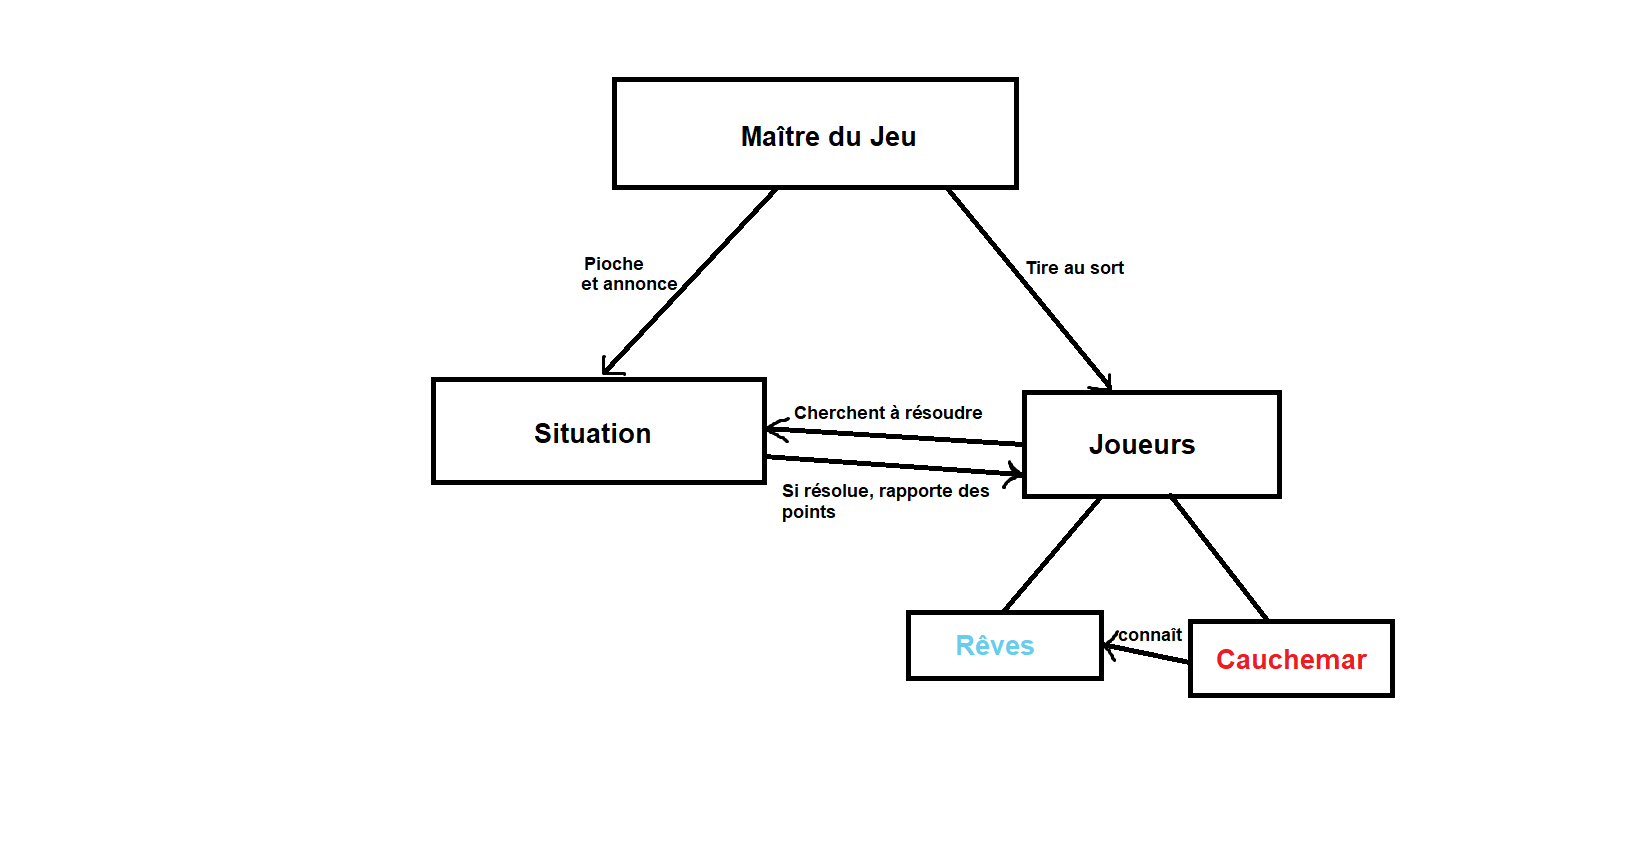 Maître du Jeu
Pioche
et annonce
Tire au sort
Situation
Cherchent à résoudre
Joueurs
Si résolue, rapporte des
points
Rêves
connaît
Cauchemar